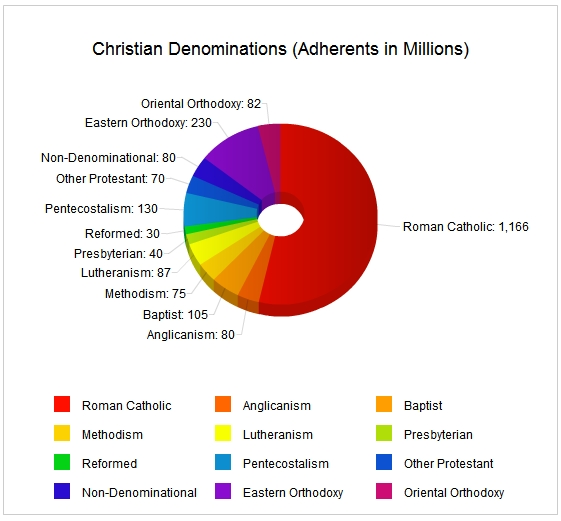 Christian Denominations (Adherents in Millions)
Oriental Orthodoxy: 82
Eastern Orthodoxy: 230
Non-Denominational: 80
Other Protestant: 70
Pentecostalism: 130
Roman Catholic: 1,166
Reformed: 30
Presbyterian: 40
Lutheranism: 87
Methodism: 75
Baptist: 105
Anglicanism: 80
Roman Catholic Anglicanism Baptist
Methodism Lutheranism Presbyterian
Reformed Pentecostalism Other Protestant
Non-Denominational Eastern Orthodoxy Oriental Orthodoxy